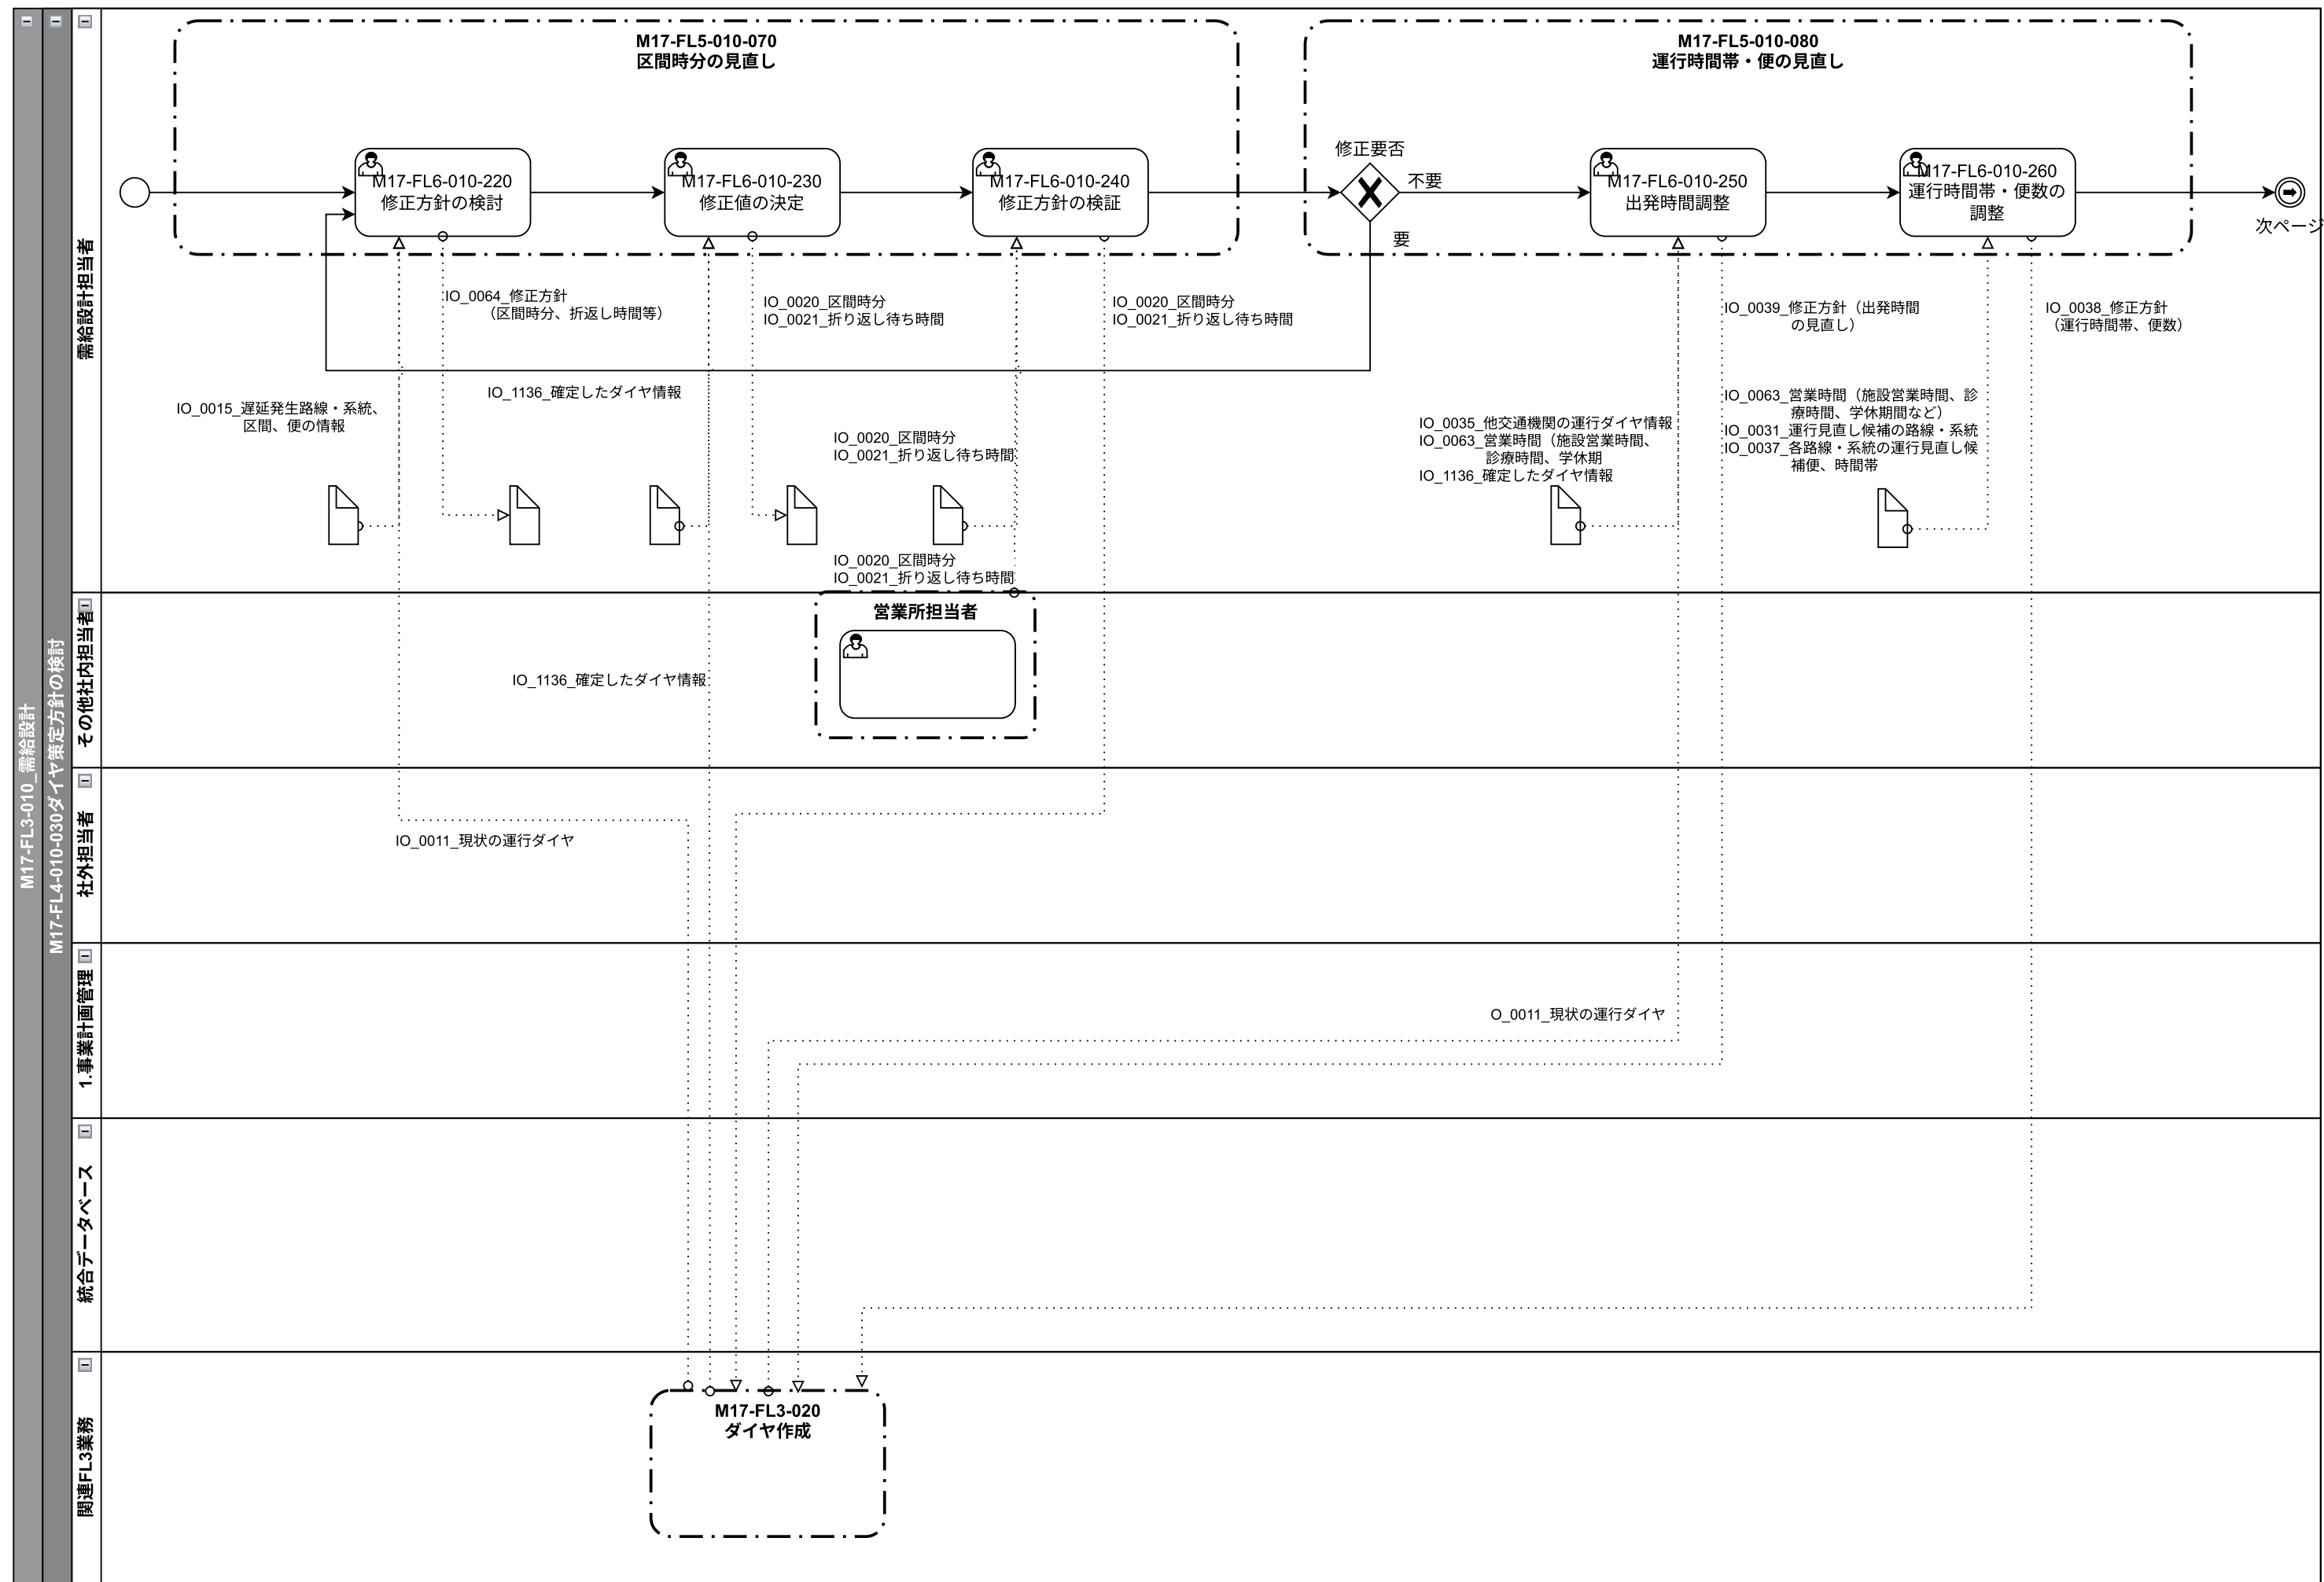 M17-FL3-010_需給設計
M17-FL4-010-030ダイヤ策定方針の検討
需給設計担当者
M17-FL5-010-070
区間時分の見直し
M17-FL5-010-080
運行時間帯・便の見直し
M17-FL6-010-220
修正方針の検討
M17-FL6-010-230
修正値の決定
M17-FL6-010-240
修正方針の検証
修正要否
不要
要
M17-FL6-010-250
出発時間調整
M17-FL6-010-260
運行時間帯・便数の
調整
次ページ
IO_0064_修正方針
（区間時分、折返し時間等）
IO_0020_区間時分
IO_0021_折り返し待ち時間
IO_0020_区間時分
IO_0021_折り返し待ち時間
IO_0039_修正方針（出発時間
の見直し）
IO_0038_修正方針
（運行時間帯、便数）
IO_0015_遅延発生路線・系統、
区間、便の情報
IO_1136_確定したダイヤ情報
IO_0020_区間時分
IO_0021_折り返し待ち時間
IO_0035_他交通機関の運行ダイヤ情報
IO_0063_営業時間（施設営業時間、
診療時間、学休期
IO_1136_確定したダイヤ情報
IO_0063_営業時間（施設営業時間、診
療時間、学休期間など）
IO_0031_運行見直し候補の路線・系統
IO_0037_各路線・系統の運行見直し候
補便、時間帯
IO_0020_区間時分
IO_0021_折り返し待ち時間
その他社内担当者
営業所担当者
IO_1136_確定したダイヤ情報
社外担当者
IO_0011_現状の運行ダイヤ
1.事業計画管理
O_0011_現状の運行ダイヤ
統合データベース
関連FL3業務
M17-FL3-020
ダイヤ作成